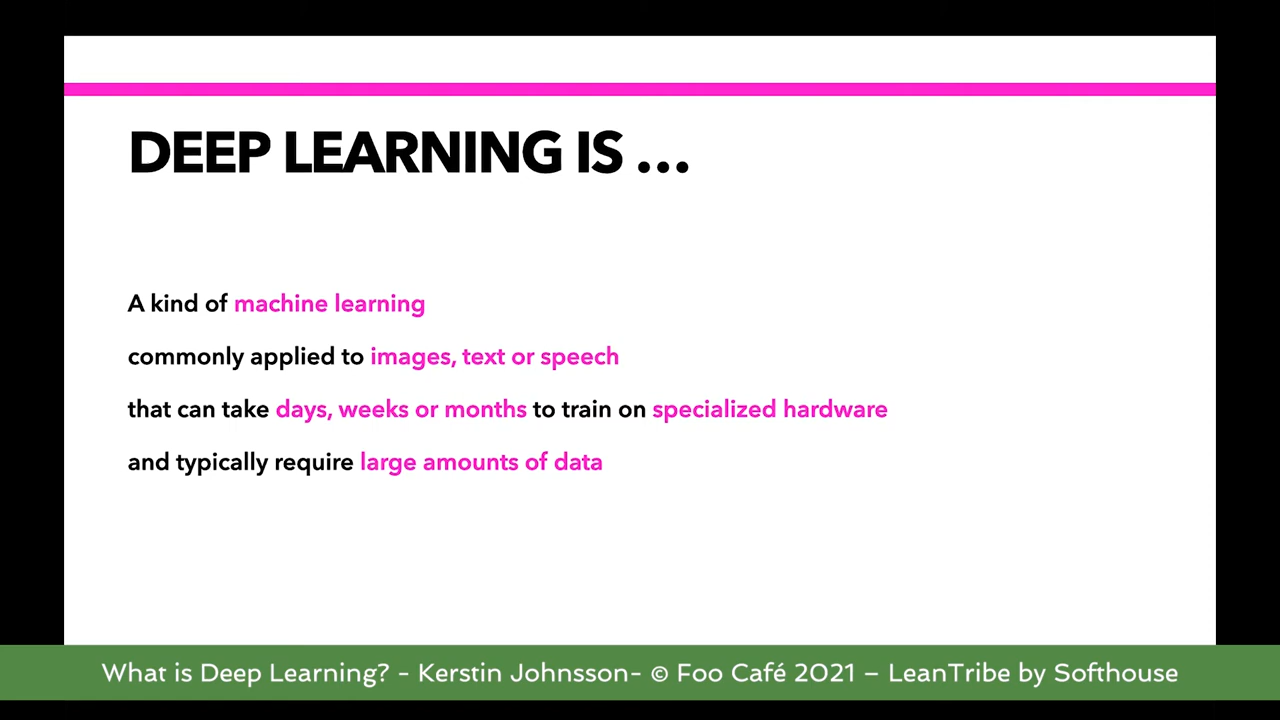 DEEP LEARNING IS …
A kind of machine learning
commonly applied to images, text or speech
that can take days, weeks or months to train on specialized hardware
and typically require large amounts of data
What is Deep Learning? - Kerstin Johnsson- © Foo Café 2021 – LeanTribe by Softhouse